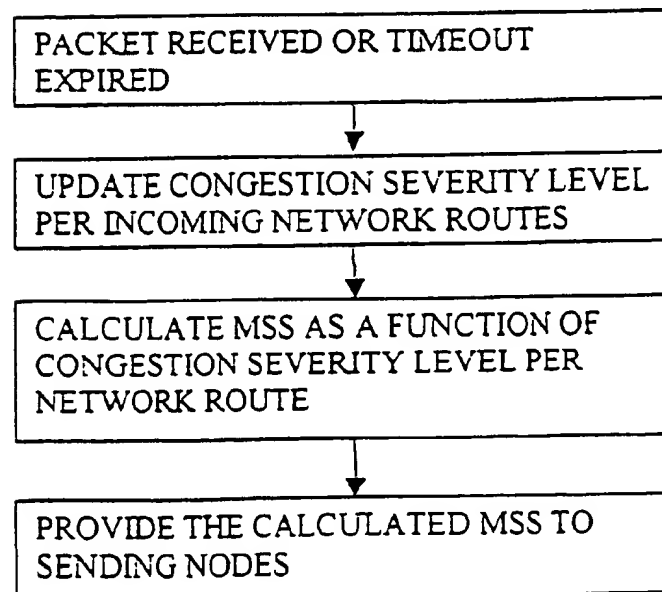 PACKET RECEIVED OR TIMEOUT
EXPIRED
UPDATE CONGESTION SEVERITY LEVEL
PER INCOMING NETWORK ROUTES
CALCULATE MSS AS A FUNCTION OF
CONGESTION SEVERITY LEVEL PER
NETWORK ROUTE
PROVIDE THE CALCULATED MSS TO
SENDING NODES